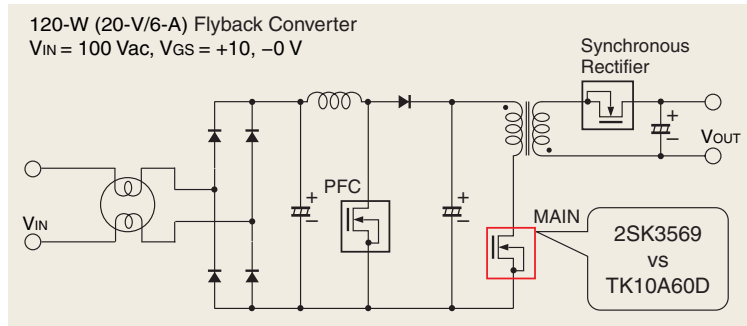 120-W (20-V/6-A) Flyback Converter
VIN = 100 Vac, VGS = +10, −0 V
Synchronous
Rectifier
+
−
VOUT
PFC
+
−
+
−
VIN
MAIN
2SK3569
vs
TK10A60D